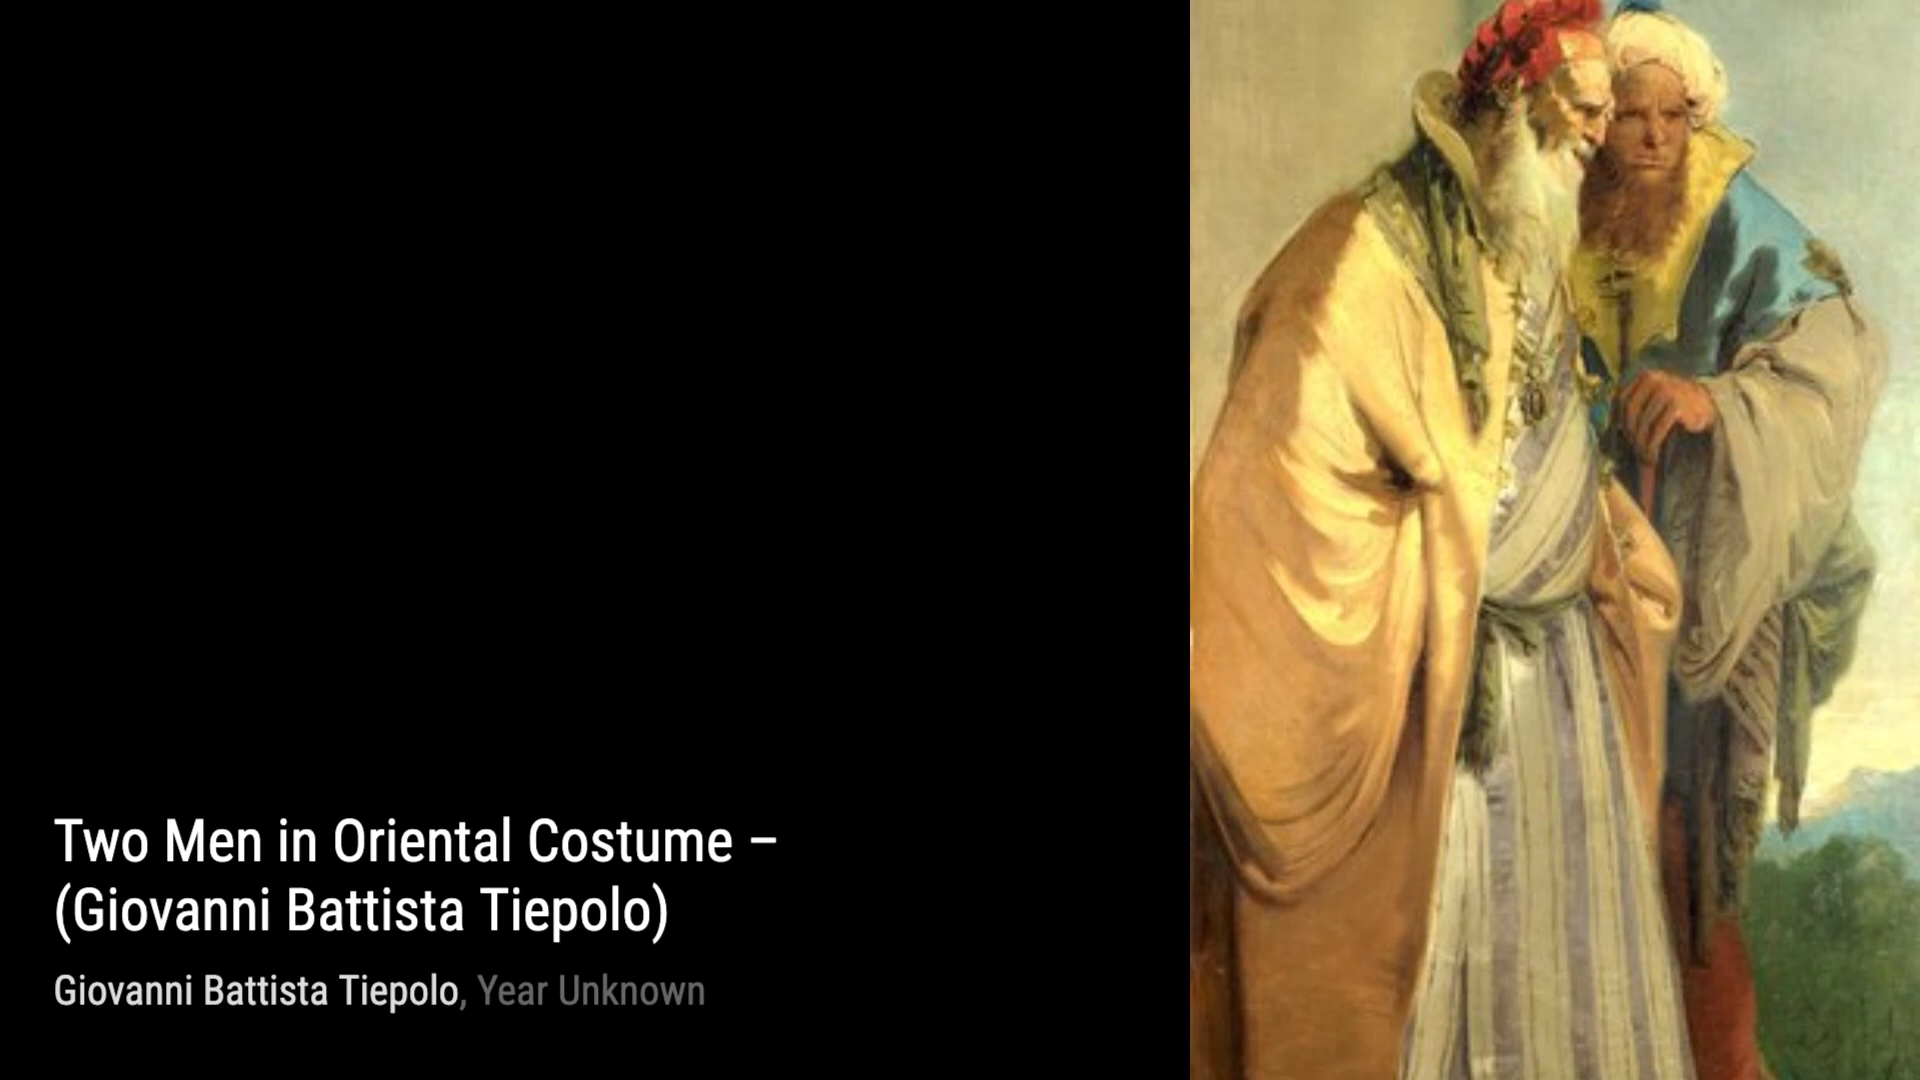 Two Men in Oriental Costume –
(Giovanni Battista Tiepolo)
Giovanni Battista Tiepolo, Year Unknown